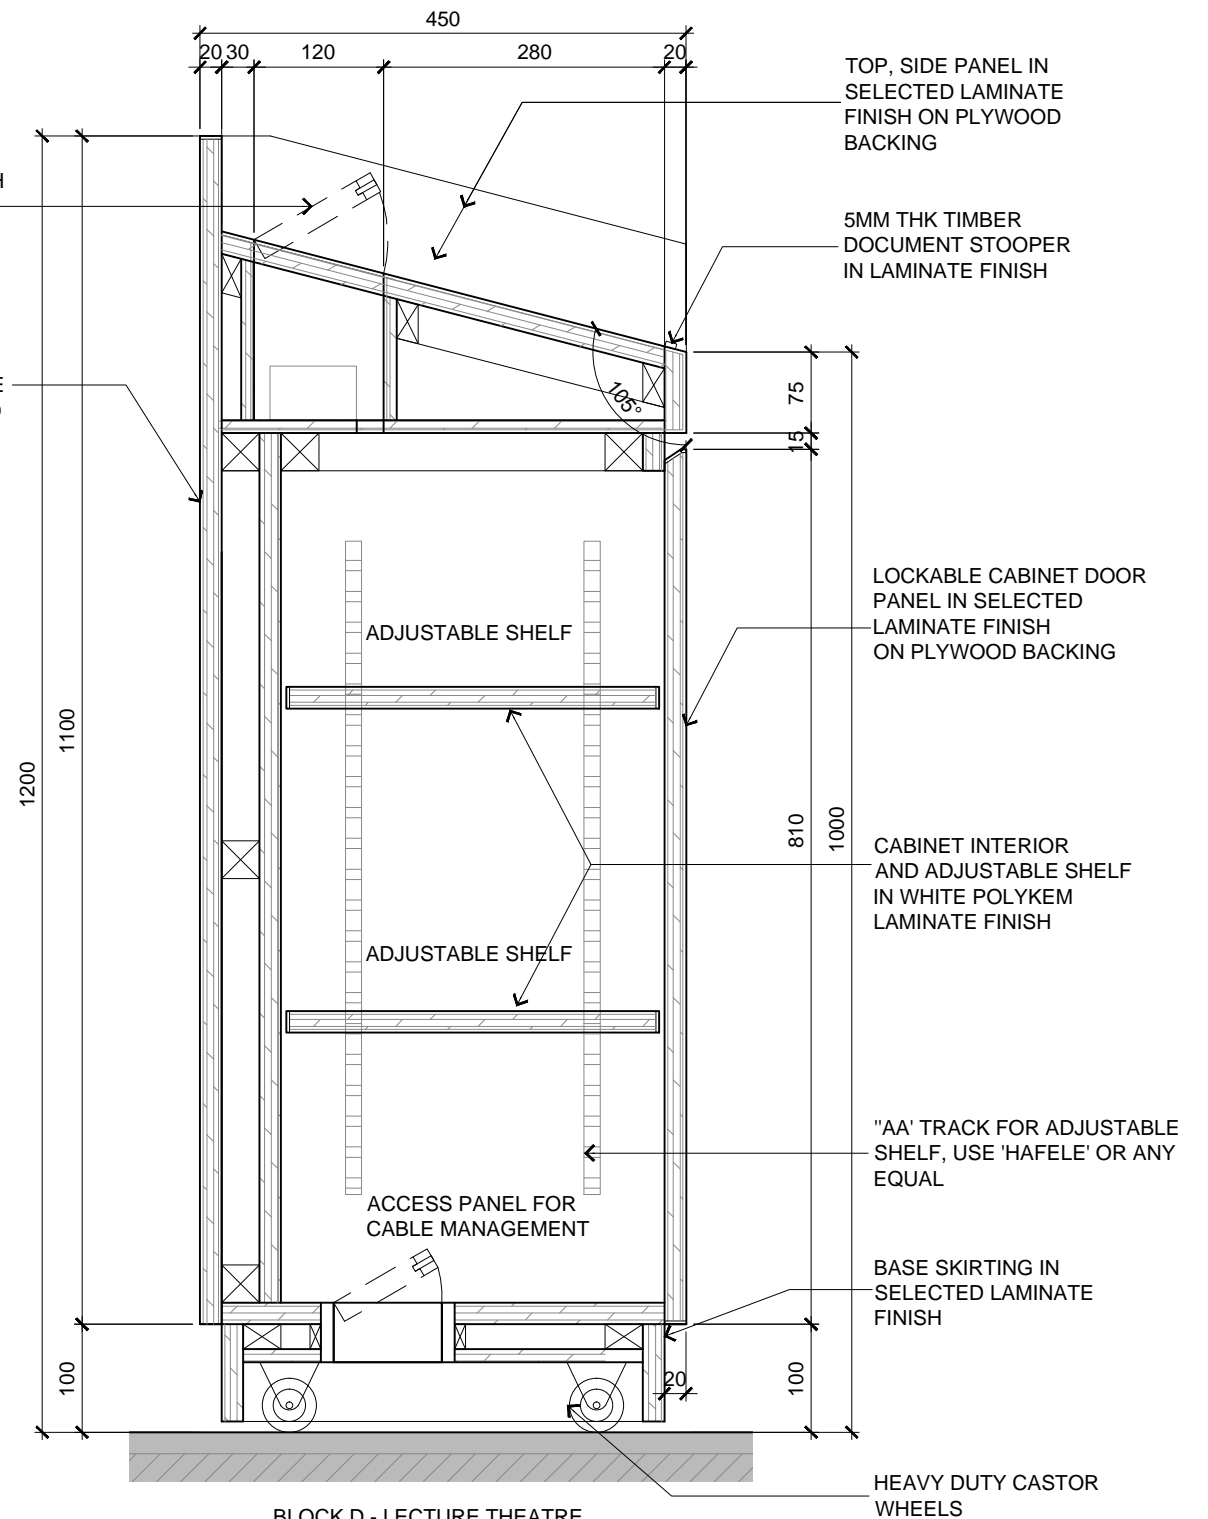 450
20 30 120 280 20
TOP, SIDE PANEL IN
SELECTED LAMINATE
FINISH ON PLYWOOD
BACKING
5MM THK TIMBER
DOCUMENT STOOPER
IN LAMINATE FINISH
105°
75
15
LOCKABLE CABINET DOOR
PANEL IN SELECTED
LAMINATE FINISH
ON PLYWOOD BACKING
ADJUSTABLE SHELF
1100
1200
810
1000
CABINET INTERIOR
AND ADJUSTABLE SHELF
IN WHITE POLYKEM
LAMINATE FINISH
ADJUSTABLE SHELF
"AA' TRACK FOR ADJUSTABLE
SHELF, USE 'HAFELE' OR ANY
EQUAL
ACCESS PANEL FOR
CABLE MANAGEMENT
BASE SKIRTING IN
SELECTED LAMINATE
FINISH
100
20
100
HEAVY DUTY CASTOR
WHEELS
BLOCK D - LECTURE THEATRE